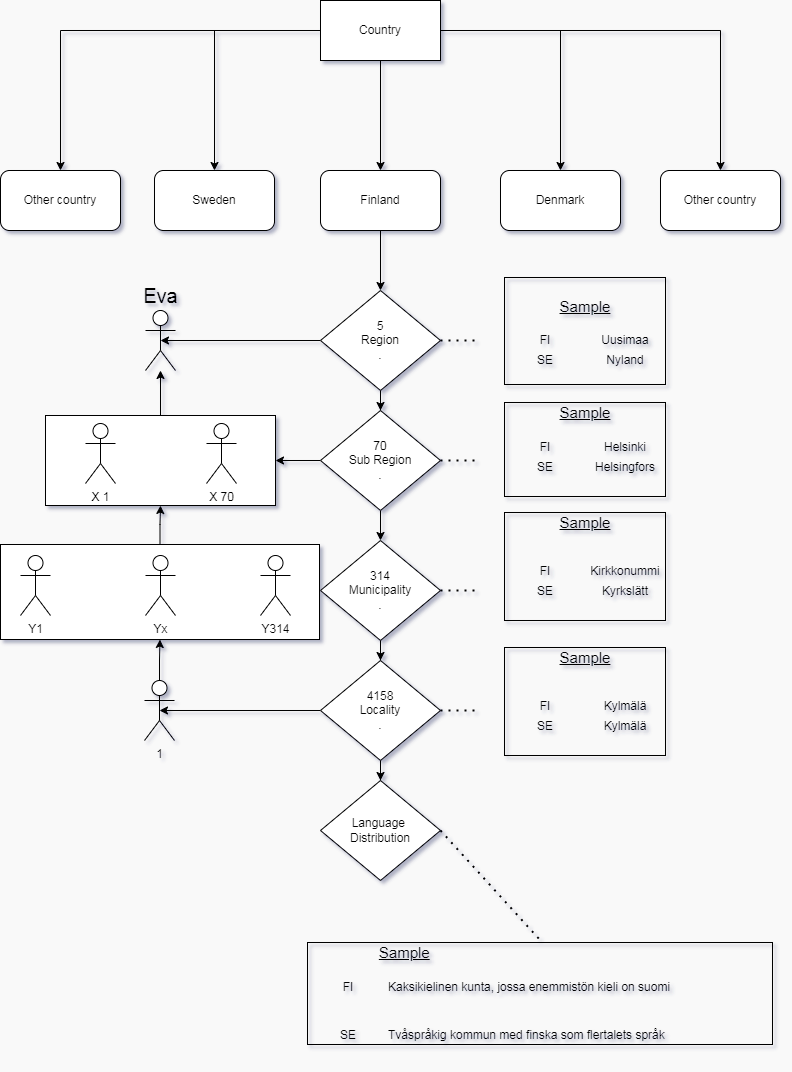 Country
Other country
Sweden
Finland
Denmark
Other country
Eva
5
Region
.
Sample
FI Uusimaa
SE Nyland
70
Sub Region
.
X 1
X 70
Sample
FI Helsinki
SE Helsingfors
314
Municipality
.
Y1
Yx
Y314
Sample
FI Kirkkonummi
SE Kyrkslätt
4158
Locality
.
1
Sample
FI Kylmälä
SE Kylmälä
Language
Distribution
Sample
FI Kaksikielinen kunta, jossa enemmistön kieli on suomi
SE Tvåspråkig kommun med finska som flertalets språk